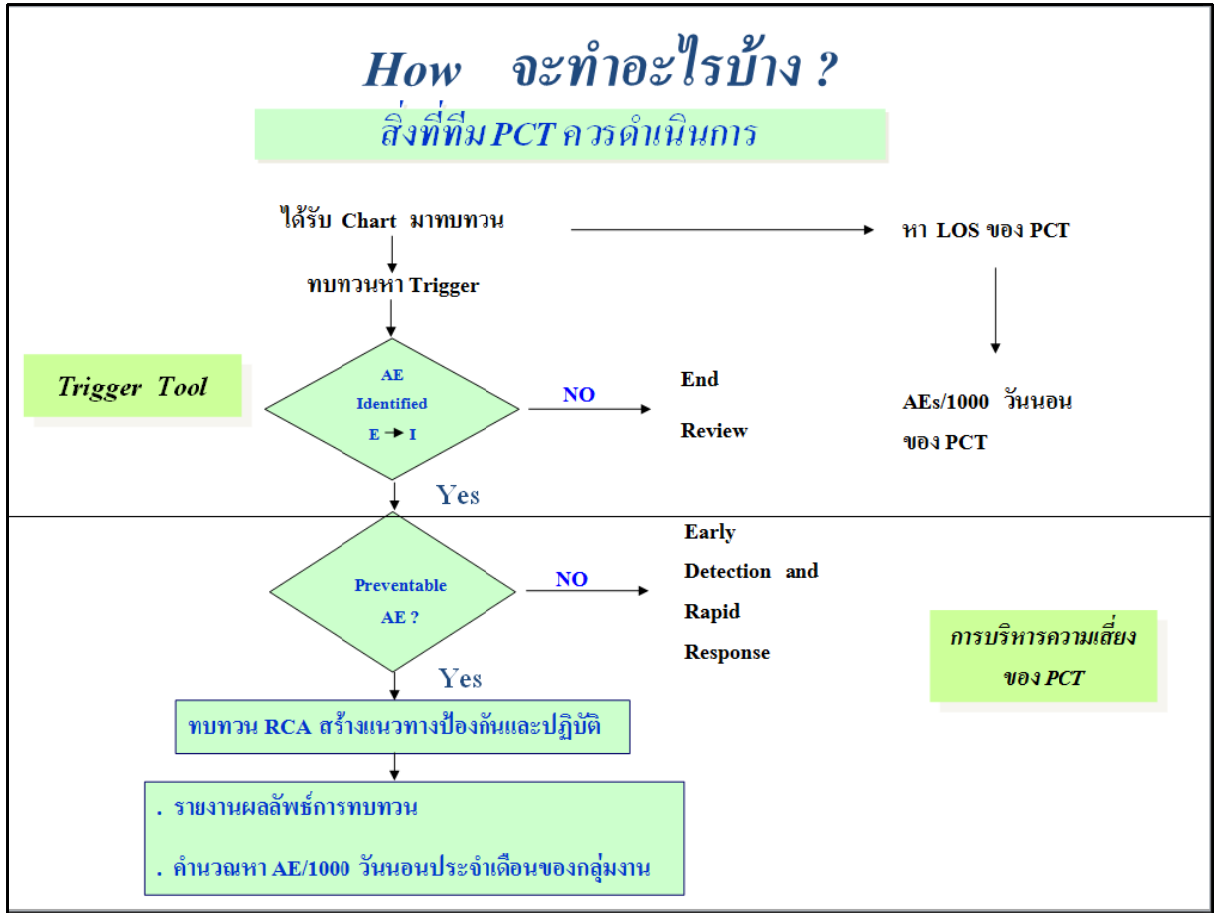 How จะทำอะไรบ้าง ?
สิ่งที่ทีม PCT ควรดำเนินการ
ได้รับ Chart มาทบทวน
หา LOS ของ PCT
ทบทวนหา Trigger
Trigger Tool
AE
Identified
E → I
NO
End
Review
AEs/1000 วันนอน
ของ PCT
Yes
Preventable
AE ?
NO
Early
Detection and
Rapid
Response
การบริหารความเสี่ยง
ของ PCT
Yes
ทบทวน RCA สร้างแนวทางป้องกันและปฏิบัติ
. รายงานผลลัพธ์การทบทวน
. คำนวณหา AE/1000 วันนอนประจำเดือนของกลุ่มงาน